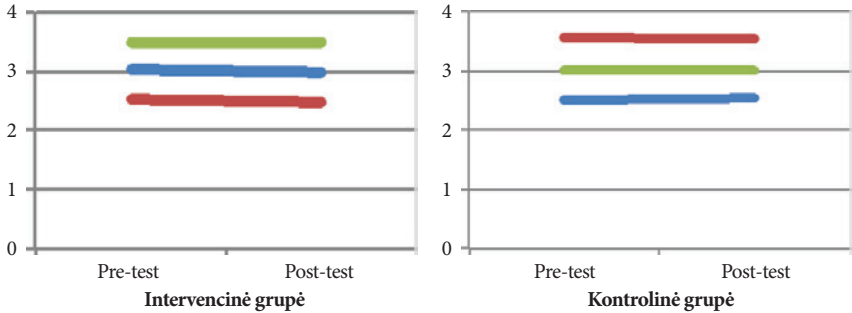 4
3
2
1
0
Pre-test Post-test
Intervencinė grupė
4
3
2
1
0
Pre-test Post-test
Kontrolinė grupė